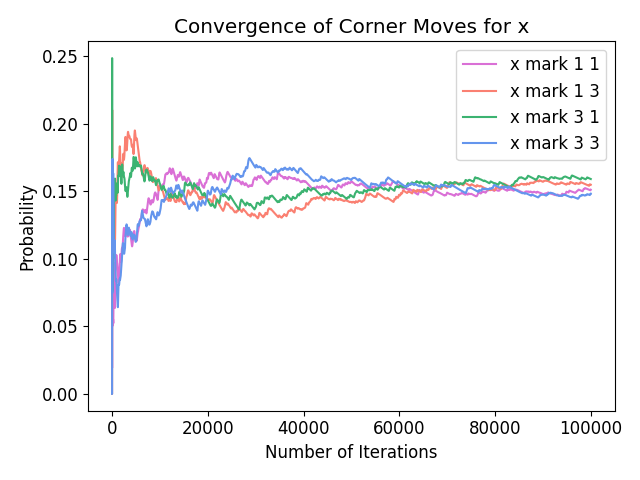 Convergence of Corner Moves for x
x mark 1 1
x mark 1 3
x mark 3 1
x mark 3 3
Probability
0.25
0.20
0.15
0.10
0.05
0.00
0 20000 40000 60000 80000 100000
Number of Iterations